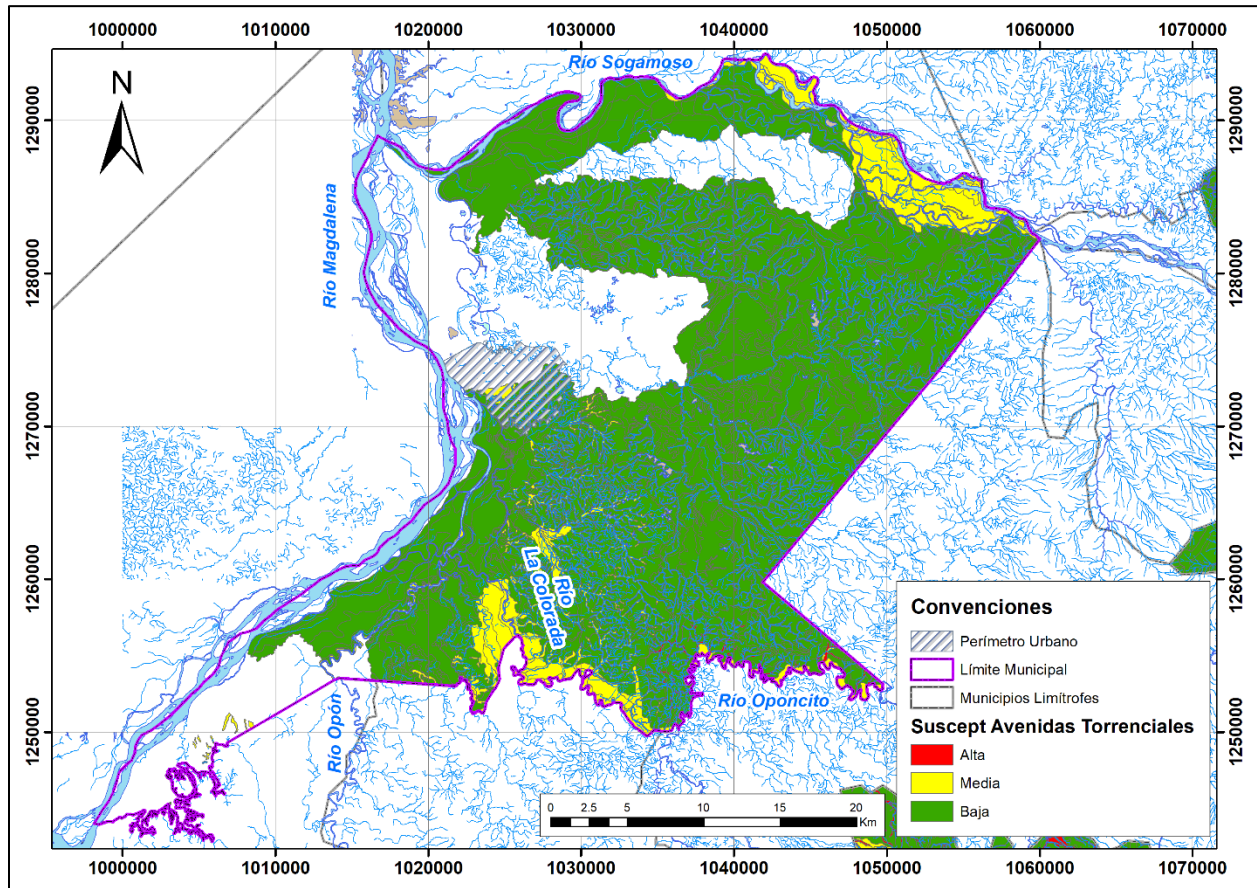 1000000 1010000 1020000 1030000 1040000 1050000 1060000 1070000
N
Río Sogamoso
1290000 1290000
Río Magdalena
1280000 1280000
1270000 1270000
1260000 1260000
Río
La Colorada
Convenciones
Perímetro Urbano
Límite Municipal
Municipios Limítrofes
Suscept Avenidas Torrenciales
Alta
Media
Baja
Río Oponcito
Río Opón
1250000 1250000
0 2.5 5 10 15 20
Km
1000000 1010000 1020000 1030000 1040000 1050000 1060000 1070000